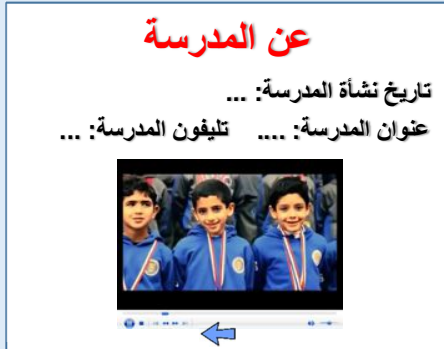 عن المدرسة
تاريخ نشأة المدرسة: ...
عنوان المدرسة: .... تليفون المدرسة: ...